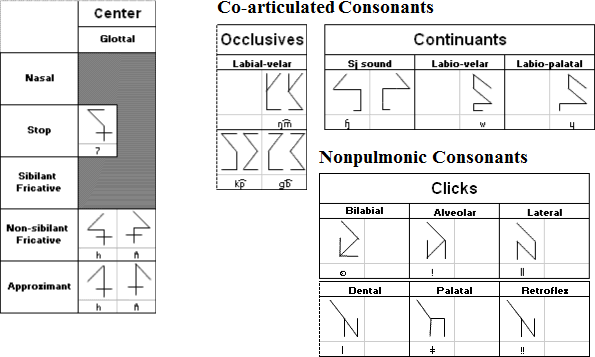 Center
Glottal
Nasal
Stop
ʔ
Sibilant
Fricative
Non-sibilant
Fricative
h ɦ
Approximant
h ɦ
Co-articulated Consonants
Occlusives
Labial-velar
ŋ͡m
k͡p g͡b
Continuants
Sj sound Labio-velar Labio-palatal
ɧ w ɥ
Nonpulmonic Consonants
Clicks
Bilabial Alveolar Lateral
ʘ ! ǁ
Dental Palatal Retroflex
ǀ ǂ !!